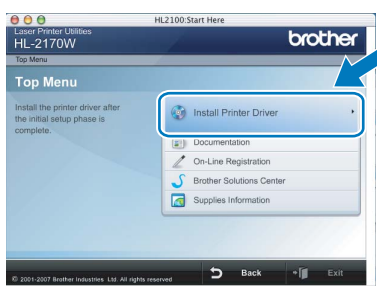 HL2100:Start Here
Laser Printer Utilities
HL-2170W
brother
Top Menu
Top Menu
Install the printer driver after
the initial setup phase is
complete.
Install Printer Driver
Documentation
On-Line Registration
Brother Solutions Center
Supplies Information
© 2001-2007 Brother Industries Ltd. All rights reserved
Back
Exit